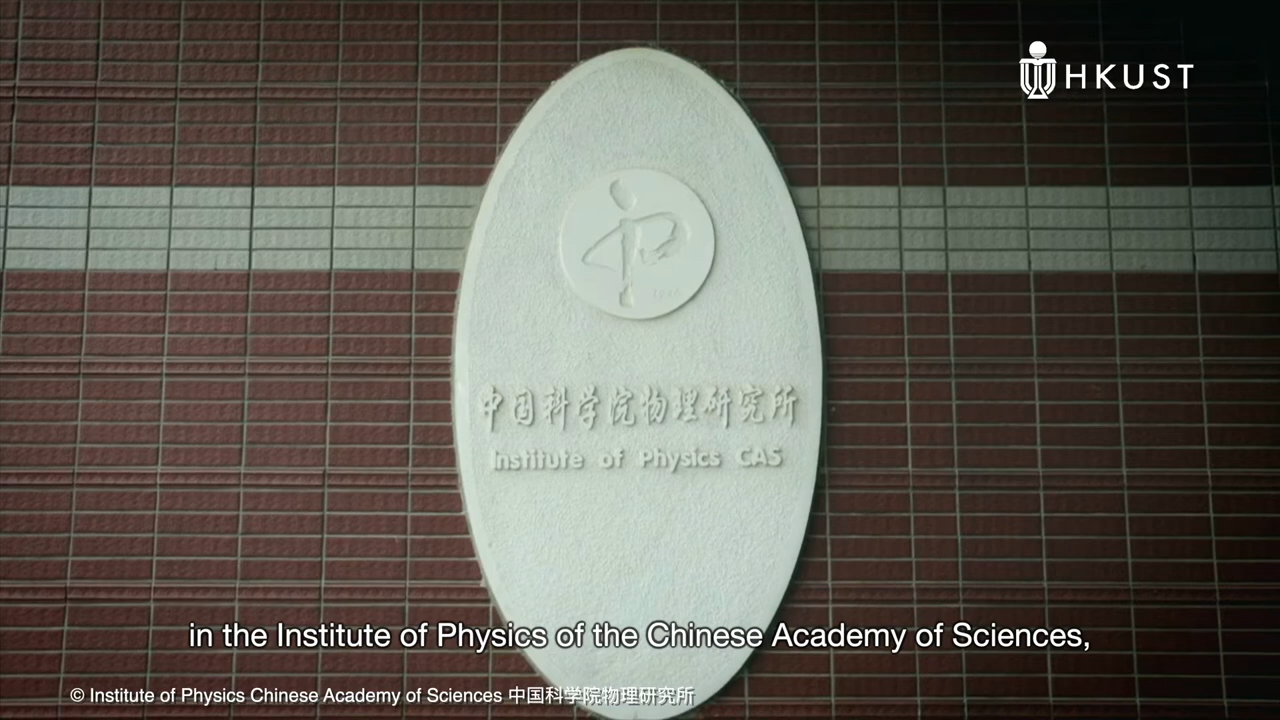 HKUST
中国科学院物理研究所
Institute of Physics CAS
in the Institute of Physics of the Chinese Academy of Sciences,
© Institute of Physics Chinese Academy of Sciences 中国科学院物理研究所